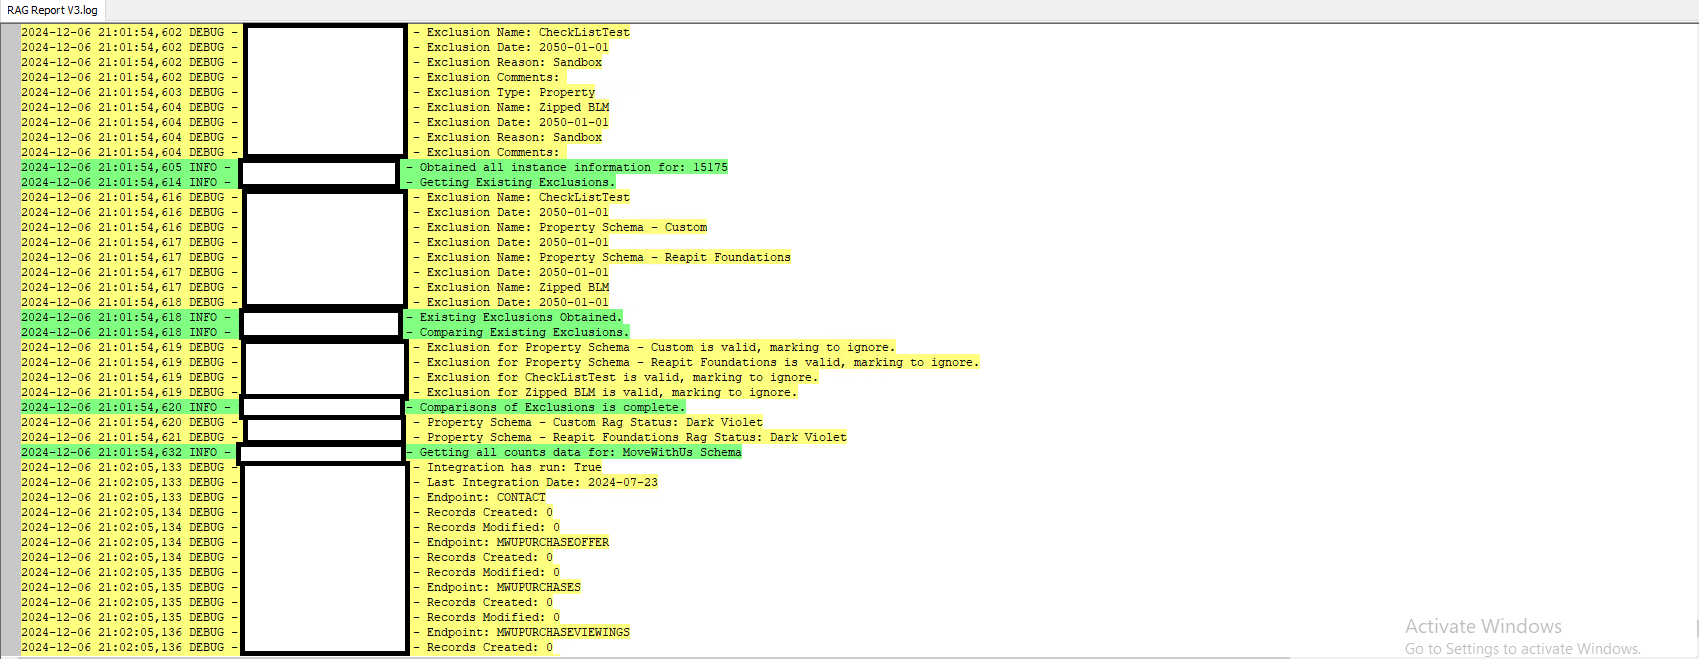 RAG Report V3.log
2024-12-06 21:01:54,602 DEBUG - - Exclusion Name: CheckListTest
2024-12-06 21:01:54,602 DEBUG - - Exclusion Date: 2050-01-01
2024-12-06 21:01:54,602 DEBUG - - Exclusion Reason: Sandbox
2024-12-06 21:01:54,602 DEBUG - - Exclusion Comments:
2024-12-06 21:01:54,603 DEBUG - - Exclusion Type: Property
2024-12-06 21:01:54,604 DEBUG - - Exclusion Name: Zipped BLM
2024-12-06 21:01:54,604 DEBUG - - Exclusion Date: 2050-01-01
2024-12-06 21:01:54,604 DEBUG - - Exclusion Reason: Sandbox
2024-12-06 21:01:54,604 DEBUG - - Exclusion Comments:
2024-12-06 21:01:54,605 INFO - - Obtained all instance information for: 15175
2024-12-06 21:01:54,614 INFO - - Getting Existing Exclusions.
2024-12-06 21:01:54,616 DEBUG - - Exclusion Name: CheckListTest
2024-12-06 21:01:54,616 DEBUG - - Exclusion Date: 2050-01-01
2024-12-06 21:01:54,616 DEBUG - - Exclusion Name: Property Schema - Custom
2024-12-06 21:01:54,617 DEBUG - - Exclusion Date: 2050-01-01
2024-12-06 21:01:54,617 DEBUG - - Exclusion Name: Property Schema - Reapit Foundations
2024-12-06 21:01:54,617 DEBUG - - Exclusion Date: 2050-01-01
2024-12-06 21:01:54,617 DEBUG - - Exclusion Name: Zipped BLM
2024-12-06 21:01:54,618 DEBUG - - Exclusion Date: 2050-01-01
2024-12-06 21:01:54,618 INFO - - Existing Exclusions Obtained.
2024-12-06 21:01:54,618 INFO - - Comparing Existing Exclusions.
2024-12-06 21:01:54,619 DEBUG - - Exclusion for Property Schema - Custom is valid, marking to ignore.
2024-12-06 21:01:54,619 DEBUG - - Exclusion for Property Schema - Reapit Foundations is valid, marking to ignore.
2024-12-06 21:01:54,619 DEBUG - - Exclusion for CheckListTest is valid, marking to ignore.
2024-12-06 21:01:54,619 DEBUG - - Exclusion for Zipped BLM is valid, marking to ignore.
2024-12-06 21:01:54,620 INFO - - Comparisons of Exclusions is complete.
2024-12-06 21:01:54,620 DEBUG - - Property Schema - Custom Rag Status: Dark Violet
2024-12-06 21:01:54,621 DEBUG - - Property Schema - Reapit Foundations Rag Status: Dark Violet
2024-12-06 21:01:54,632 INFO - - Getting all counts data for: MoveWithUs Schema
2024-12-06 21:02:05,133 DEBUG - - Integration has run: True
2024-12-06 21:02:05,133 DEBUG - - Last Integration Date: 2024-07-23
2024-12-06 21:02:05,133 DEBUG - - Endpoint: CONTACT
2024-12-06 21:02:05,134 DEBUG - - Records Created: 0
2024-12-06 21:02:05,134 DEBUG - - Records Modified: 0
2024-12-06 21:02:05,134 DEBUG - - Endpoint: MWUPURCHASEOFFER
2024-12-06 21:02:05,134 DEBUG - - Records Created: 0
2024-12-06 21:02:05,135 DEBUG - - Records Modified: 0
2024-12-06 21:02:05,135 DEBUG - - Endpoint: MWUPURCHASES
2024-12-06 21:02:05,135 DEBUG - - Records Created: 0
2024-12-06 21:02:05,135 DEBUG - - Records Modified: 0
2024-12-06 21:02:05,136 DEBUG - - Endpoint: MWUPURCHASEVIEWINGS
2024-12-06 21:02:05,136 DEBUG - - Records Created: 0
Activate Windows
Go to Settings to activate Windows.